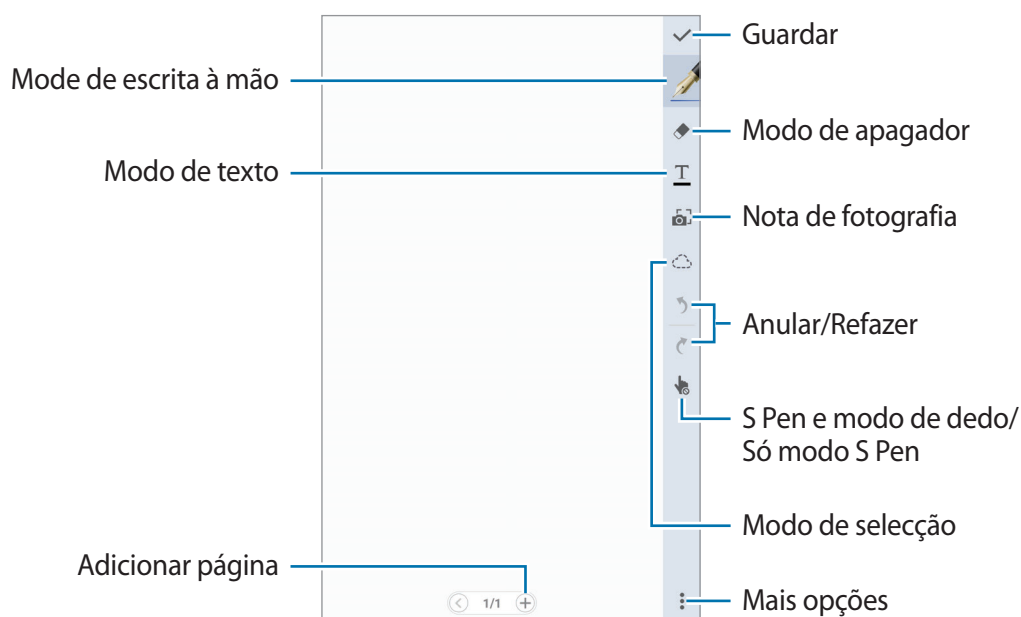 Guardar
Mode de escrita à mão
Modo de apagador
Modo de texto
T
Nota de fotografia
Anular/Refazer
S Pen e modo de dedo/
Só modo S Pen
Modo de selecção
Adicionar página
1/1
Mais opções